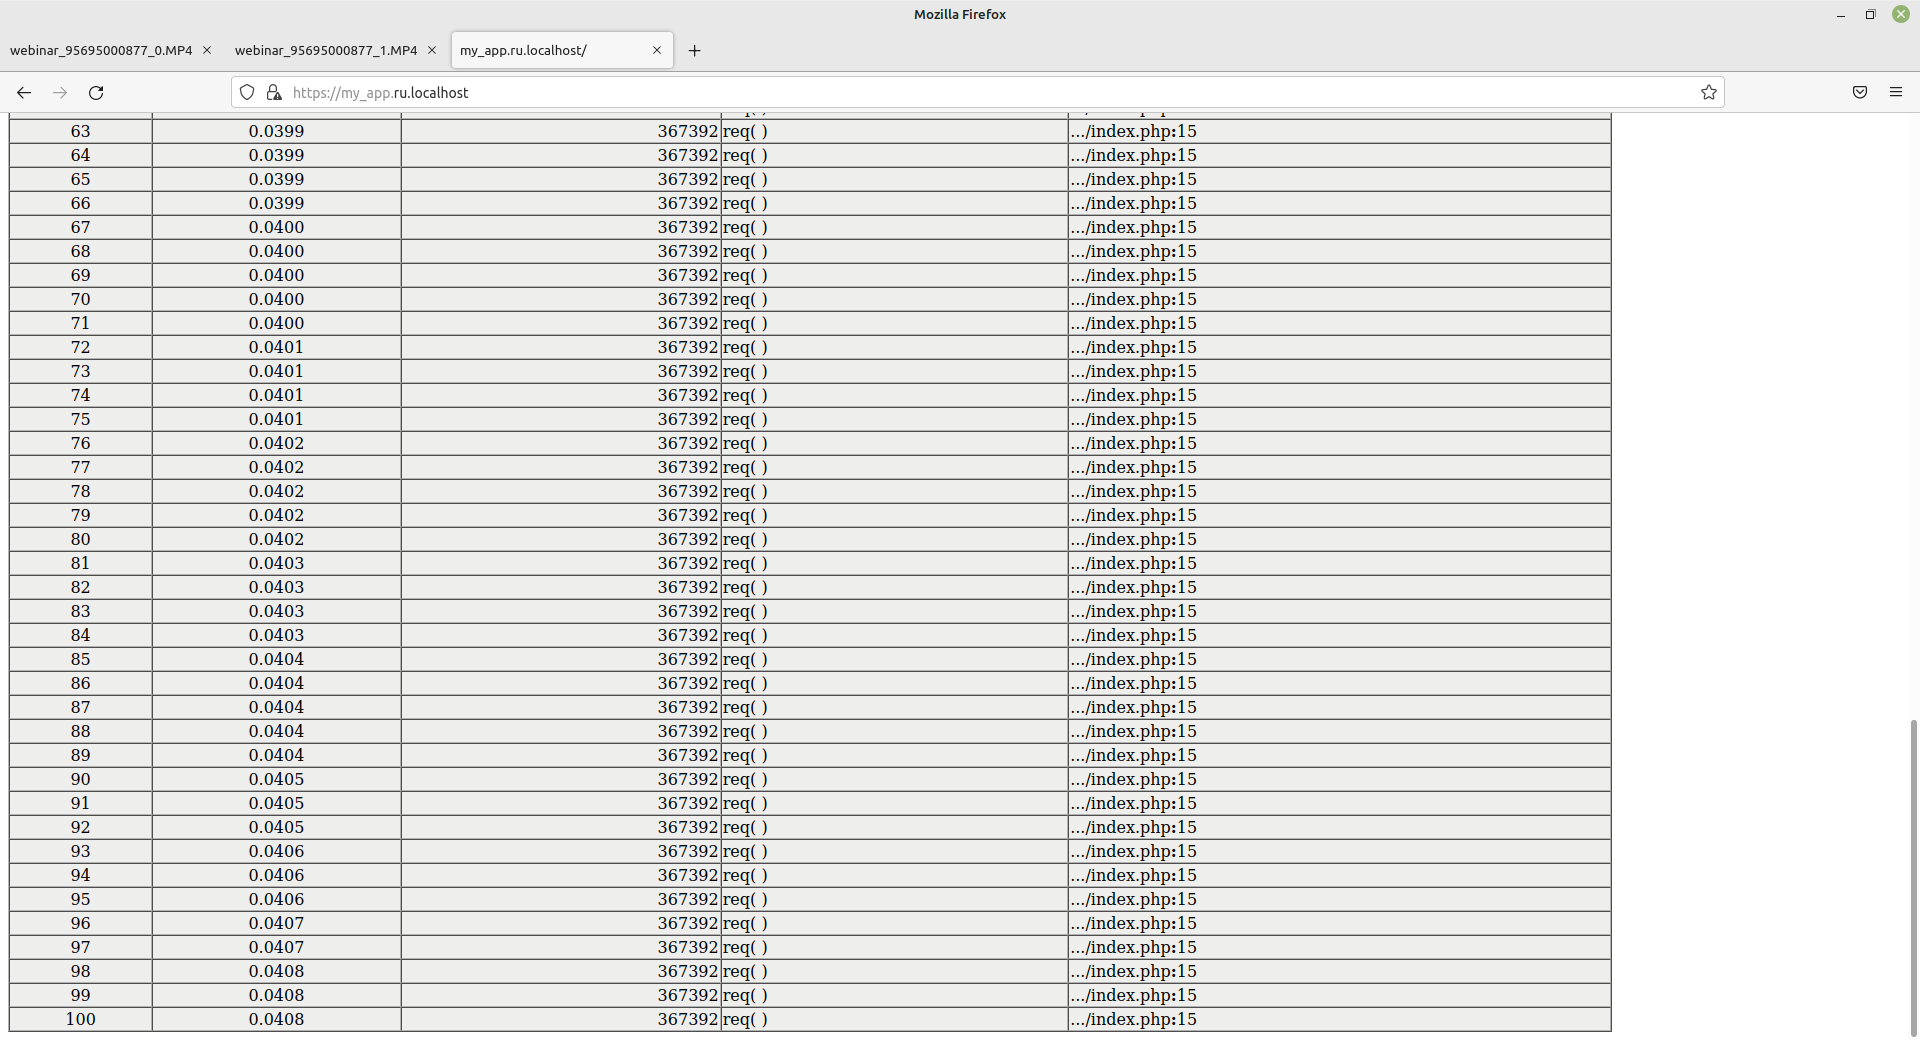 Mozilla Firefox
webinar_95695000877_0.MP4 webinar_95695000877_1.MP4 my_app.ru.localhost/
https://my_app.ru.localhost
63 0.0399 367392 req( ) .../index.php:15
64 0.0399 367392 req( ) .../index.php:15
65 0.0399 367392 req( ) .../index.php:15
66 0.0399 367392 req( ) .../index.php:15
67 0.0400 367392 req( ) .../index.php:15
68 0.0400 367392 req( ) .../index.php:15
69 0.0400 367392 req( ) .../index.php:15
70 0.0400 367392 req( ) .../index.php:15
71 0.0400 367392 req( ) .../index.php:15
72 0.0401 367392 req( ) .../index.php:15
73 0.0401 367392 req( ) .../index.php:15
74 0.0401 367392 req( ) .../index.php:15
75 0.0401 367392 req( ) .../index.php:15
76 0.0402 367392 req( ) .../index.php:15
77 0.0402 367392 req( ) .../index.php:15
78 0.0402 367392 req( ) .../index.php:15
79 0.0402 367392 req( ) .../index.php:15
80 0.0402 367392 req( ) .../index.php:15
81 0.0403 367392 req( ) .../index.php:15
82 0.0403 367392 req( ) .../index.php:15
83 0.0403 367392 req( ) .../index.php:15
84 0.0403 367392 req( ) .../index.php:15
85 0.0404 367392 req( ) .../index.php:15
86 0.0404 367392 req( ) .../index.php:15
87 0.0404 367392 req( ) .../index.php:15
88 0.0404 367392 req( ) .../index.php:15
89 0.0404 367392 req( ) .../index.php:15
90 0.0405 367392 req( ) .../index.php:15
91 0.0405 367392 req( ) .../index.php:15
92 0.0405 367392 req( ) .../index.php:15
93 0.0406 367392 req( ) .../index.php:15
94 0.0406 367392 req( ) .../index.php:15
95 0.0406 367392 req( ) .../index.php:15
96 0.0407 367392 req( ) .../index.php:15
97 0.0407 367392 req( ) .../index.php:15
98 0.0408 367392 req( ) .../index.php:15
99 0.0408 367392 req( ) .../index.php:15
100 0.0408 367392 req( ) .../index.php:15